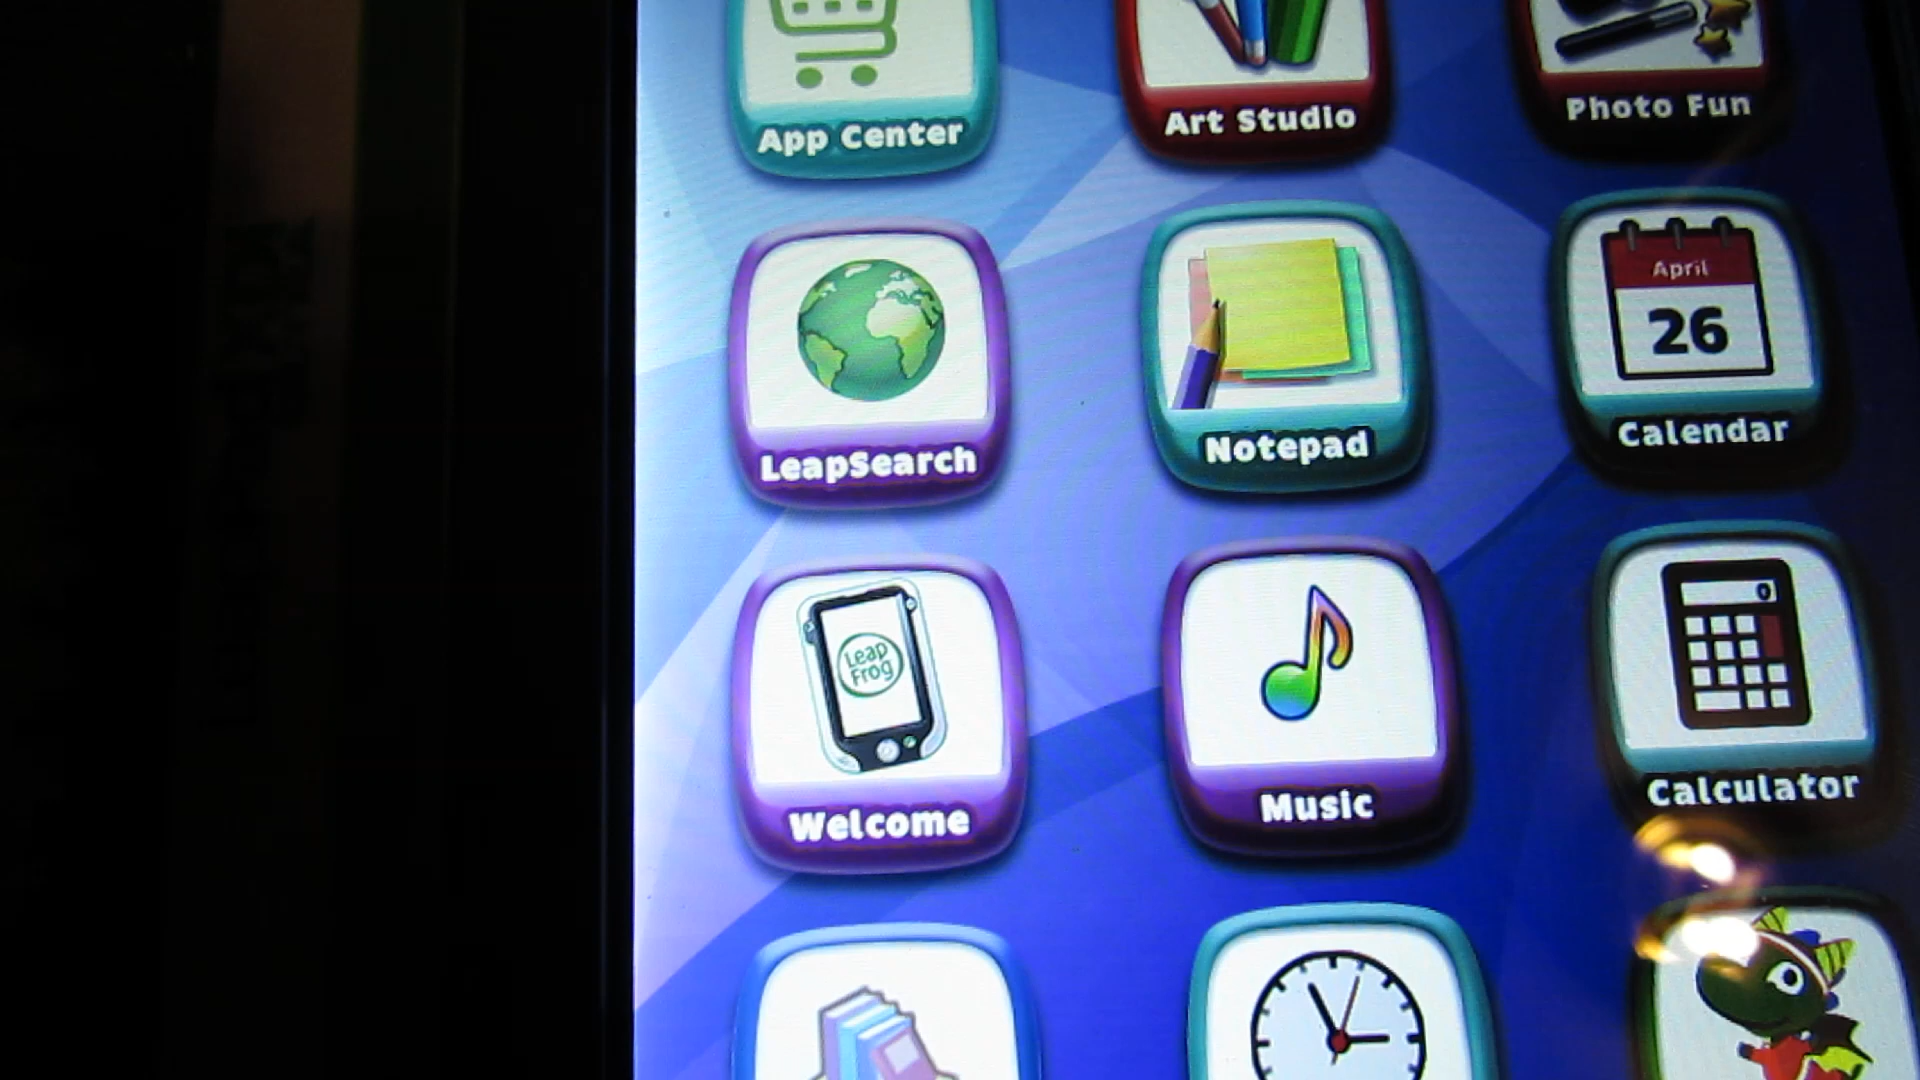 App Center
Art Studio
Photo Fun
April
26
LeapSearch
Notepad
Calendar
Leap
Frog
0
Welcome
Music
Calculator